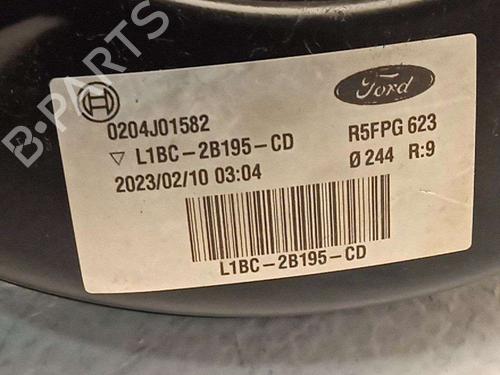 B-PARTS
Ford
0204J01582
R5FPG 623
▽ L1BC-2B195-CD
Ø 244 R:9
2023/02/10 03:04
L1BC-2B195-CD